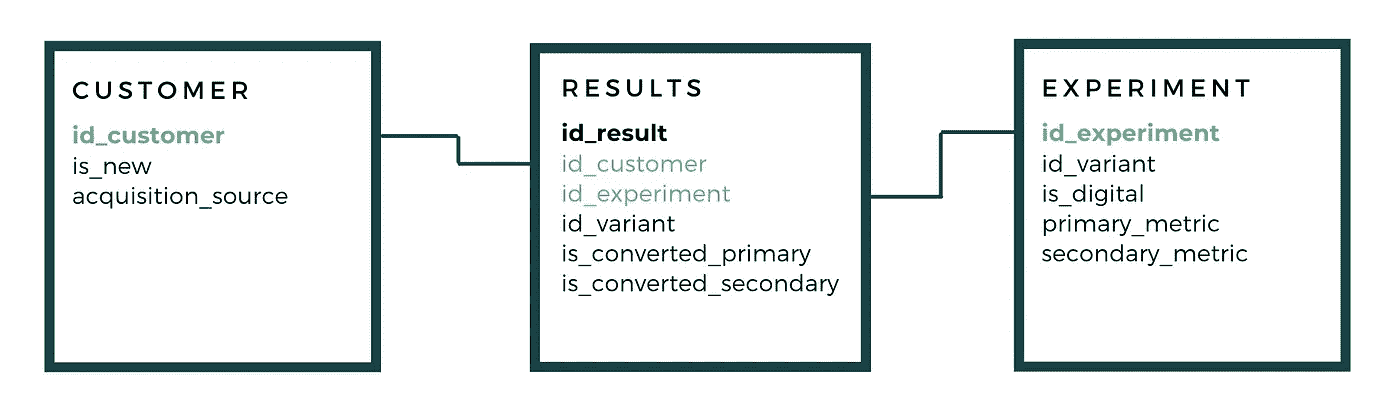 CUSTOMER
id_customer
is_new
acquisition_source
RESULTS
id_result
id_customer
id_experiment
id_variant
is_converted_primary
is_converted_secondary
EXPERIMENT
id_experiment
id_variant
is_digital
primary_metric
secondary_metric